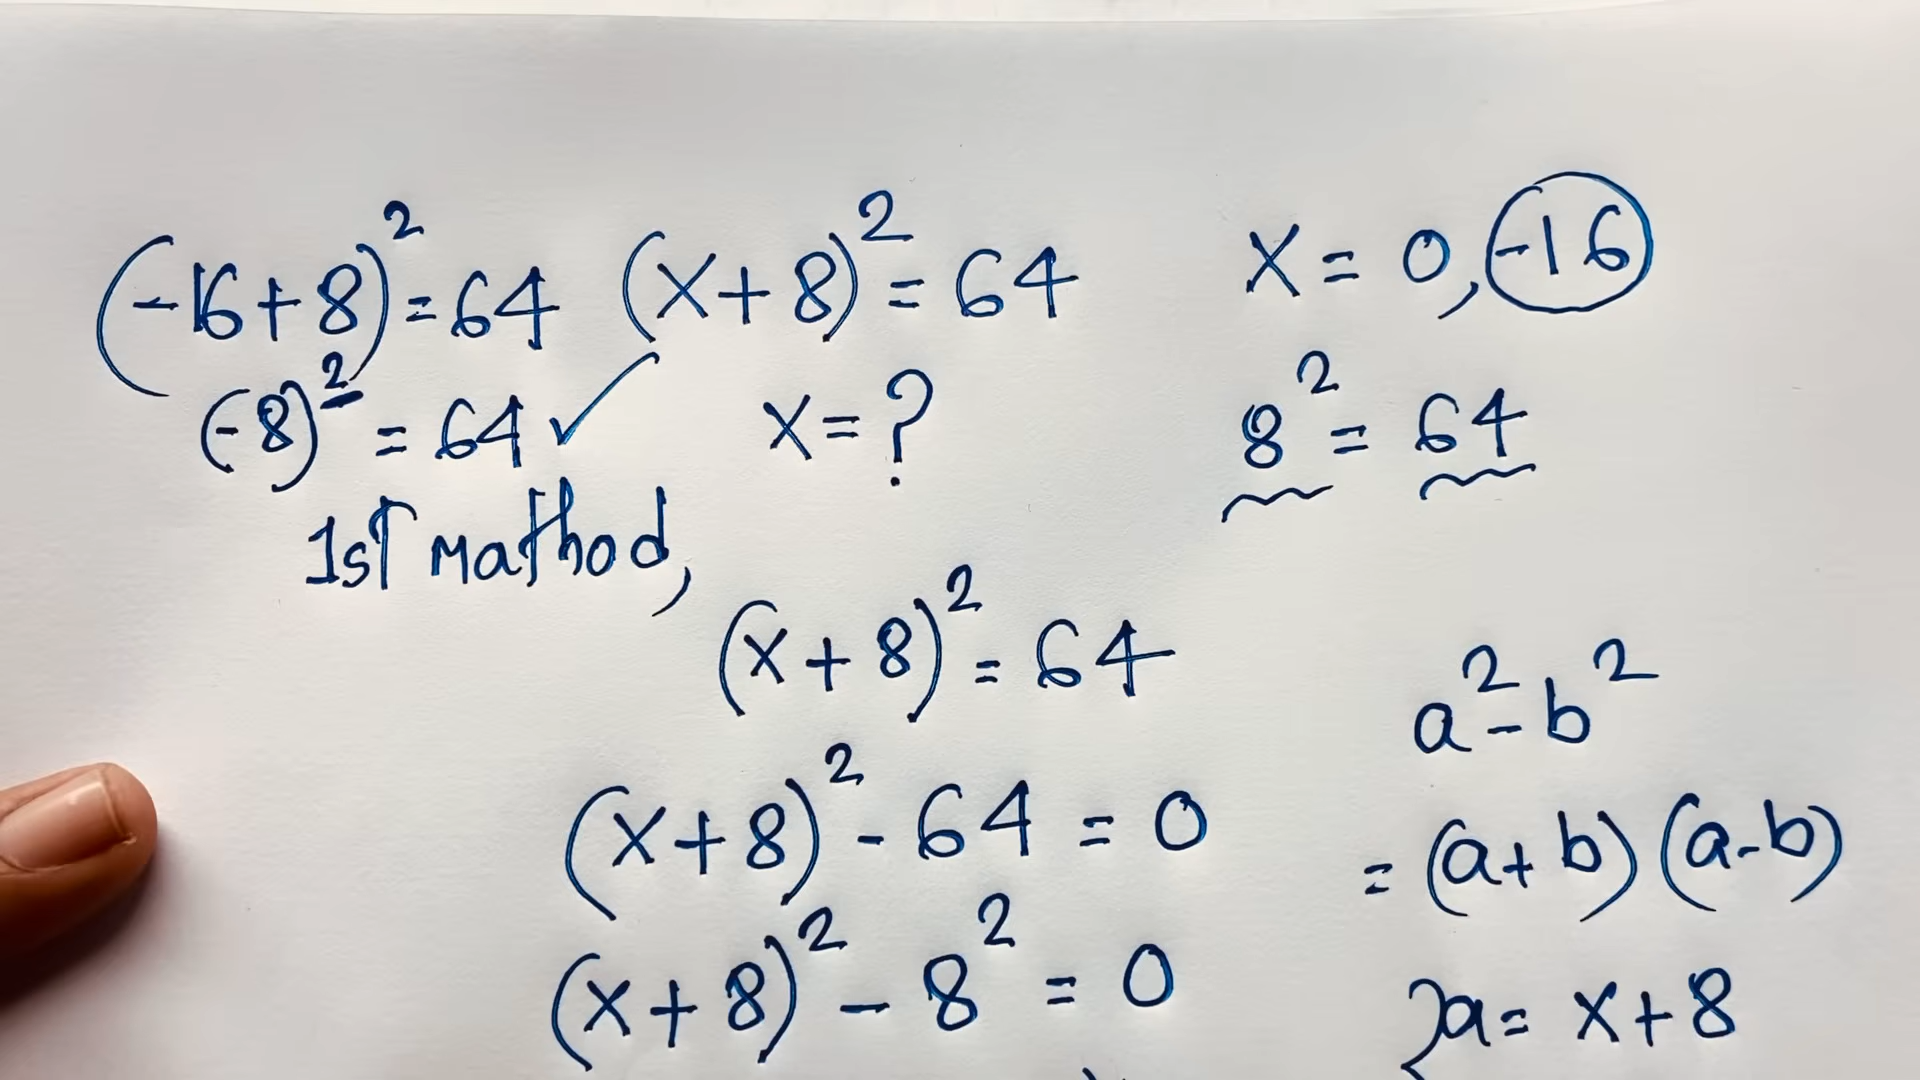 (-16+8)² = 64
(x+8)² = 64
x = 0, -16
(-8)² = 64 ✓
x = ?
8² = 64
1st Mathod,
(x+8)² = 64
(x+8)² - 64 = 0
(x+8)² - 8² = 0
a² - b²
= (a+b)(a-b)
a = x+8